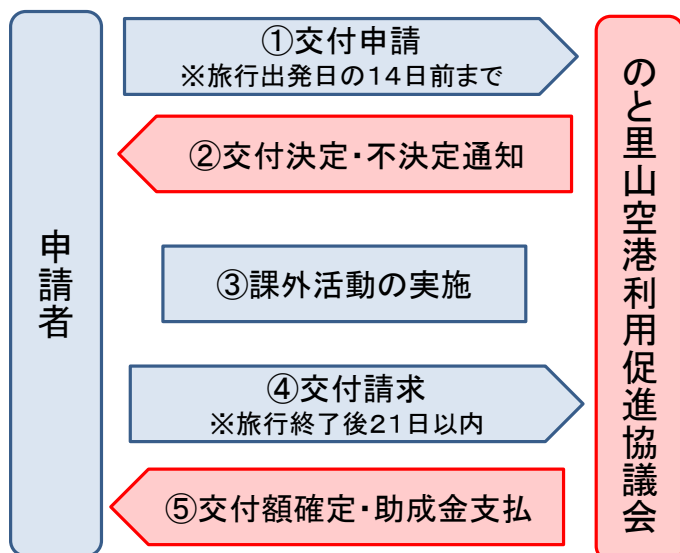 申請者
①交付申請
※旅行出発日の14日前まで
②交付決定・不決定通知
③課外活動の実施
④交付請求
※旅行終了後21日以内
⑤交付額確定・助成金支払
のと里山空港利用促進協議会